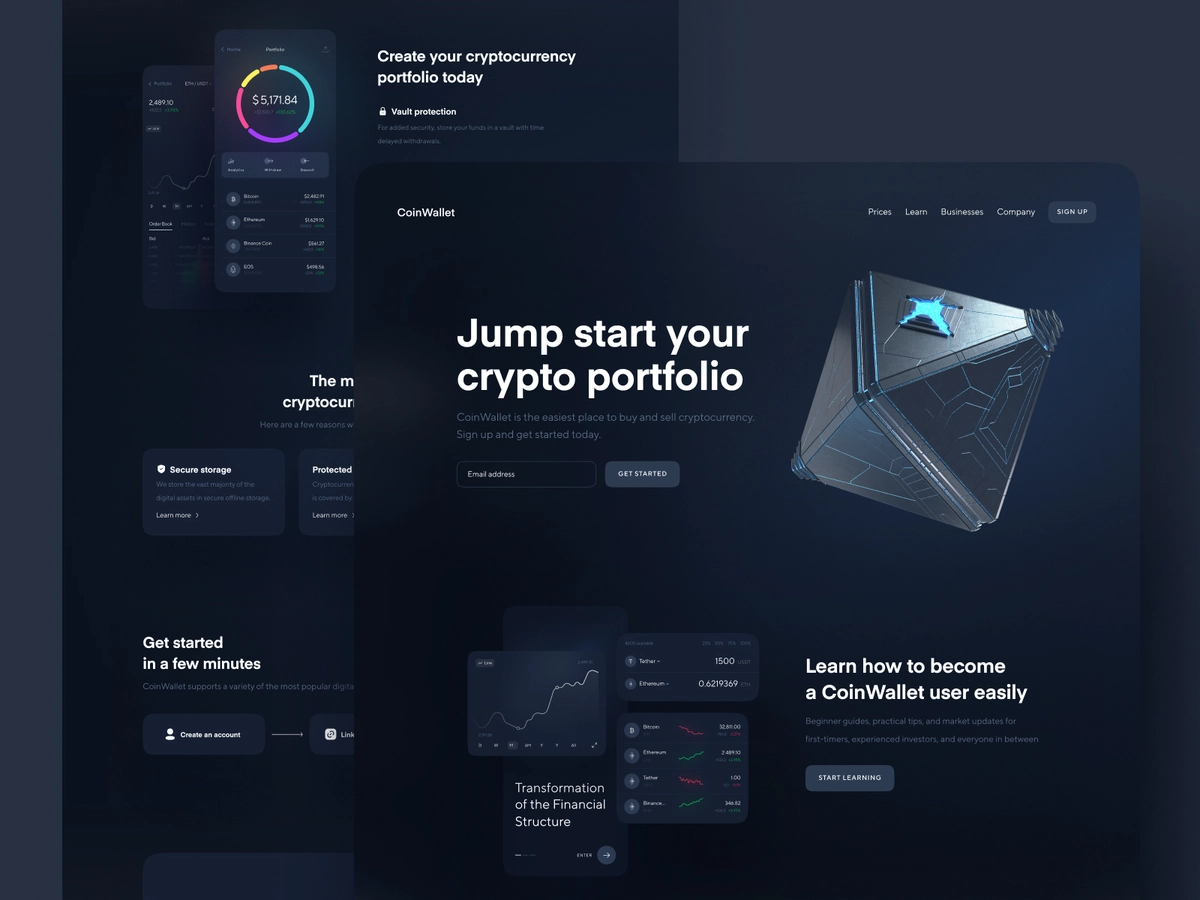 Home
Portfolio
Portfolio
ETH / USDT
2,489.10
$5,171.84
Analytics
Withdraw
Deposit
Bitcoin
$2,482.91
Ethereum
$1,629.10
Binance Coin
$561.27
EOS
$498.56
Order Book
Bid
Create your cryptocurrency
portfolio today
Vault protection
For added security, store your funds in a vault with time
delayed withdrawals.
The m
cryptocurr
Here are a few reasons w
Secure storage
We store the vast majority of the
digital assets in secure offline storage.
Learn more
Protected
Cryptocurren
is covered by
Learn more
Get started
in a few minutes
CoinWallet supports a variety of the most popular digita
Create an account
Link
CoinWallet
Prices
Learn
Businesses
Company
SIGN UP
Jump start your
crypto portfolio
CoinWallet is the easiest place to buy and sell cryptocurrency.
Sign up and get started today.
Email address
GET STARTED
D W M 6M Y Y All
Transformation
of the Financial
Structure
ENTER
25% 50% 75% 100%
Tether
1500 USDT
Ethereum
0.6219369 ETH
Bitcoin
32,811.00
Ethereum
2 489.10
Tether
1.00
Binance...
346.82
Learn how to become
a CoinWallet user easily
Beginner guides, practical tips, and market updates for
first-timers, experienced investors, and everyone in between
START LEARNING